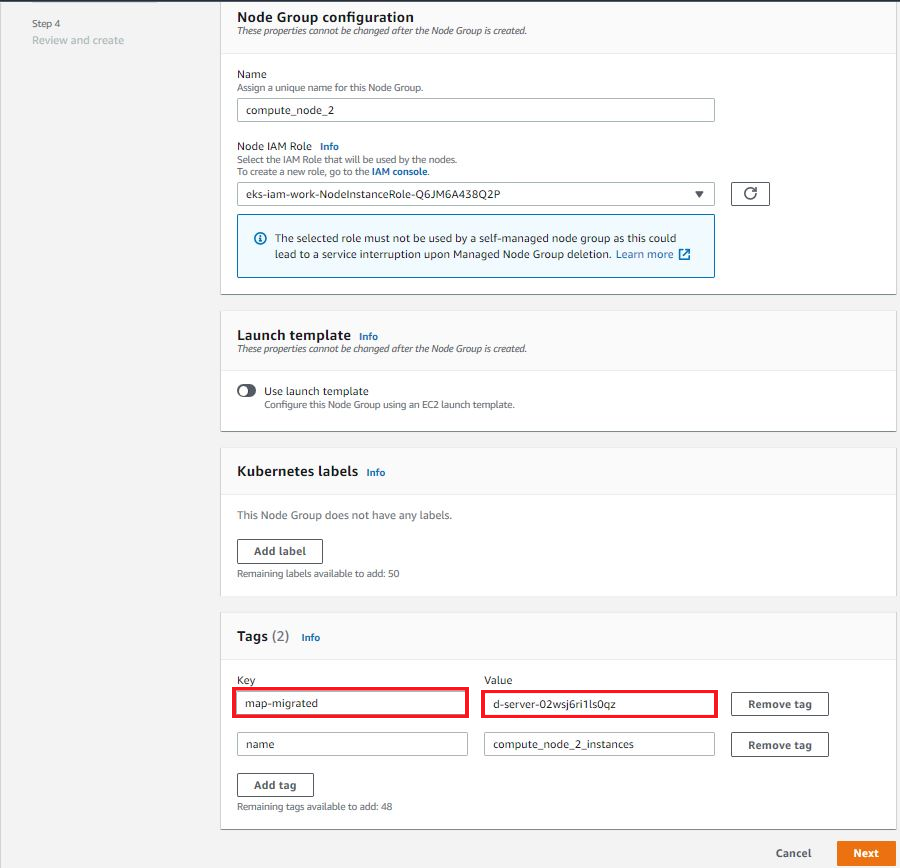 Step 4
Review and create
Node Group configuration
These properties cannot be changed after the Node Group is created.
Name
Assign a unique name for this Node Group.
compute_node_2
Node IAM Role Info
Select the IAM Role that will be used by the nodes.
To create a new role, go to the IAM console.
eks-iam-work-NodeInstanceRole-Q6JM6A438Q2P
The selected role must not be used by a self-managed node group as this could
lead to a service interruption upon Managed Node Group deletion. Learn more
Launch template Info
These properties cannot be changed after the Node Group is created.
Use launch template
Configure this Node Group using an EC2 launch template.
Kubernetes labels Info
This Node Group does not have any labels.
Add label
Remaining labels available to add: 50
Tags (2) Info
Key Value
map-migrated d-server-02wsj6ri1ls0qz Remove tag
name compute_node_2_instances Remove tag
Add tag
Remaining tags available to add: 48
Cancel Next